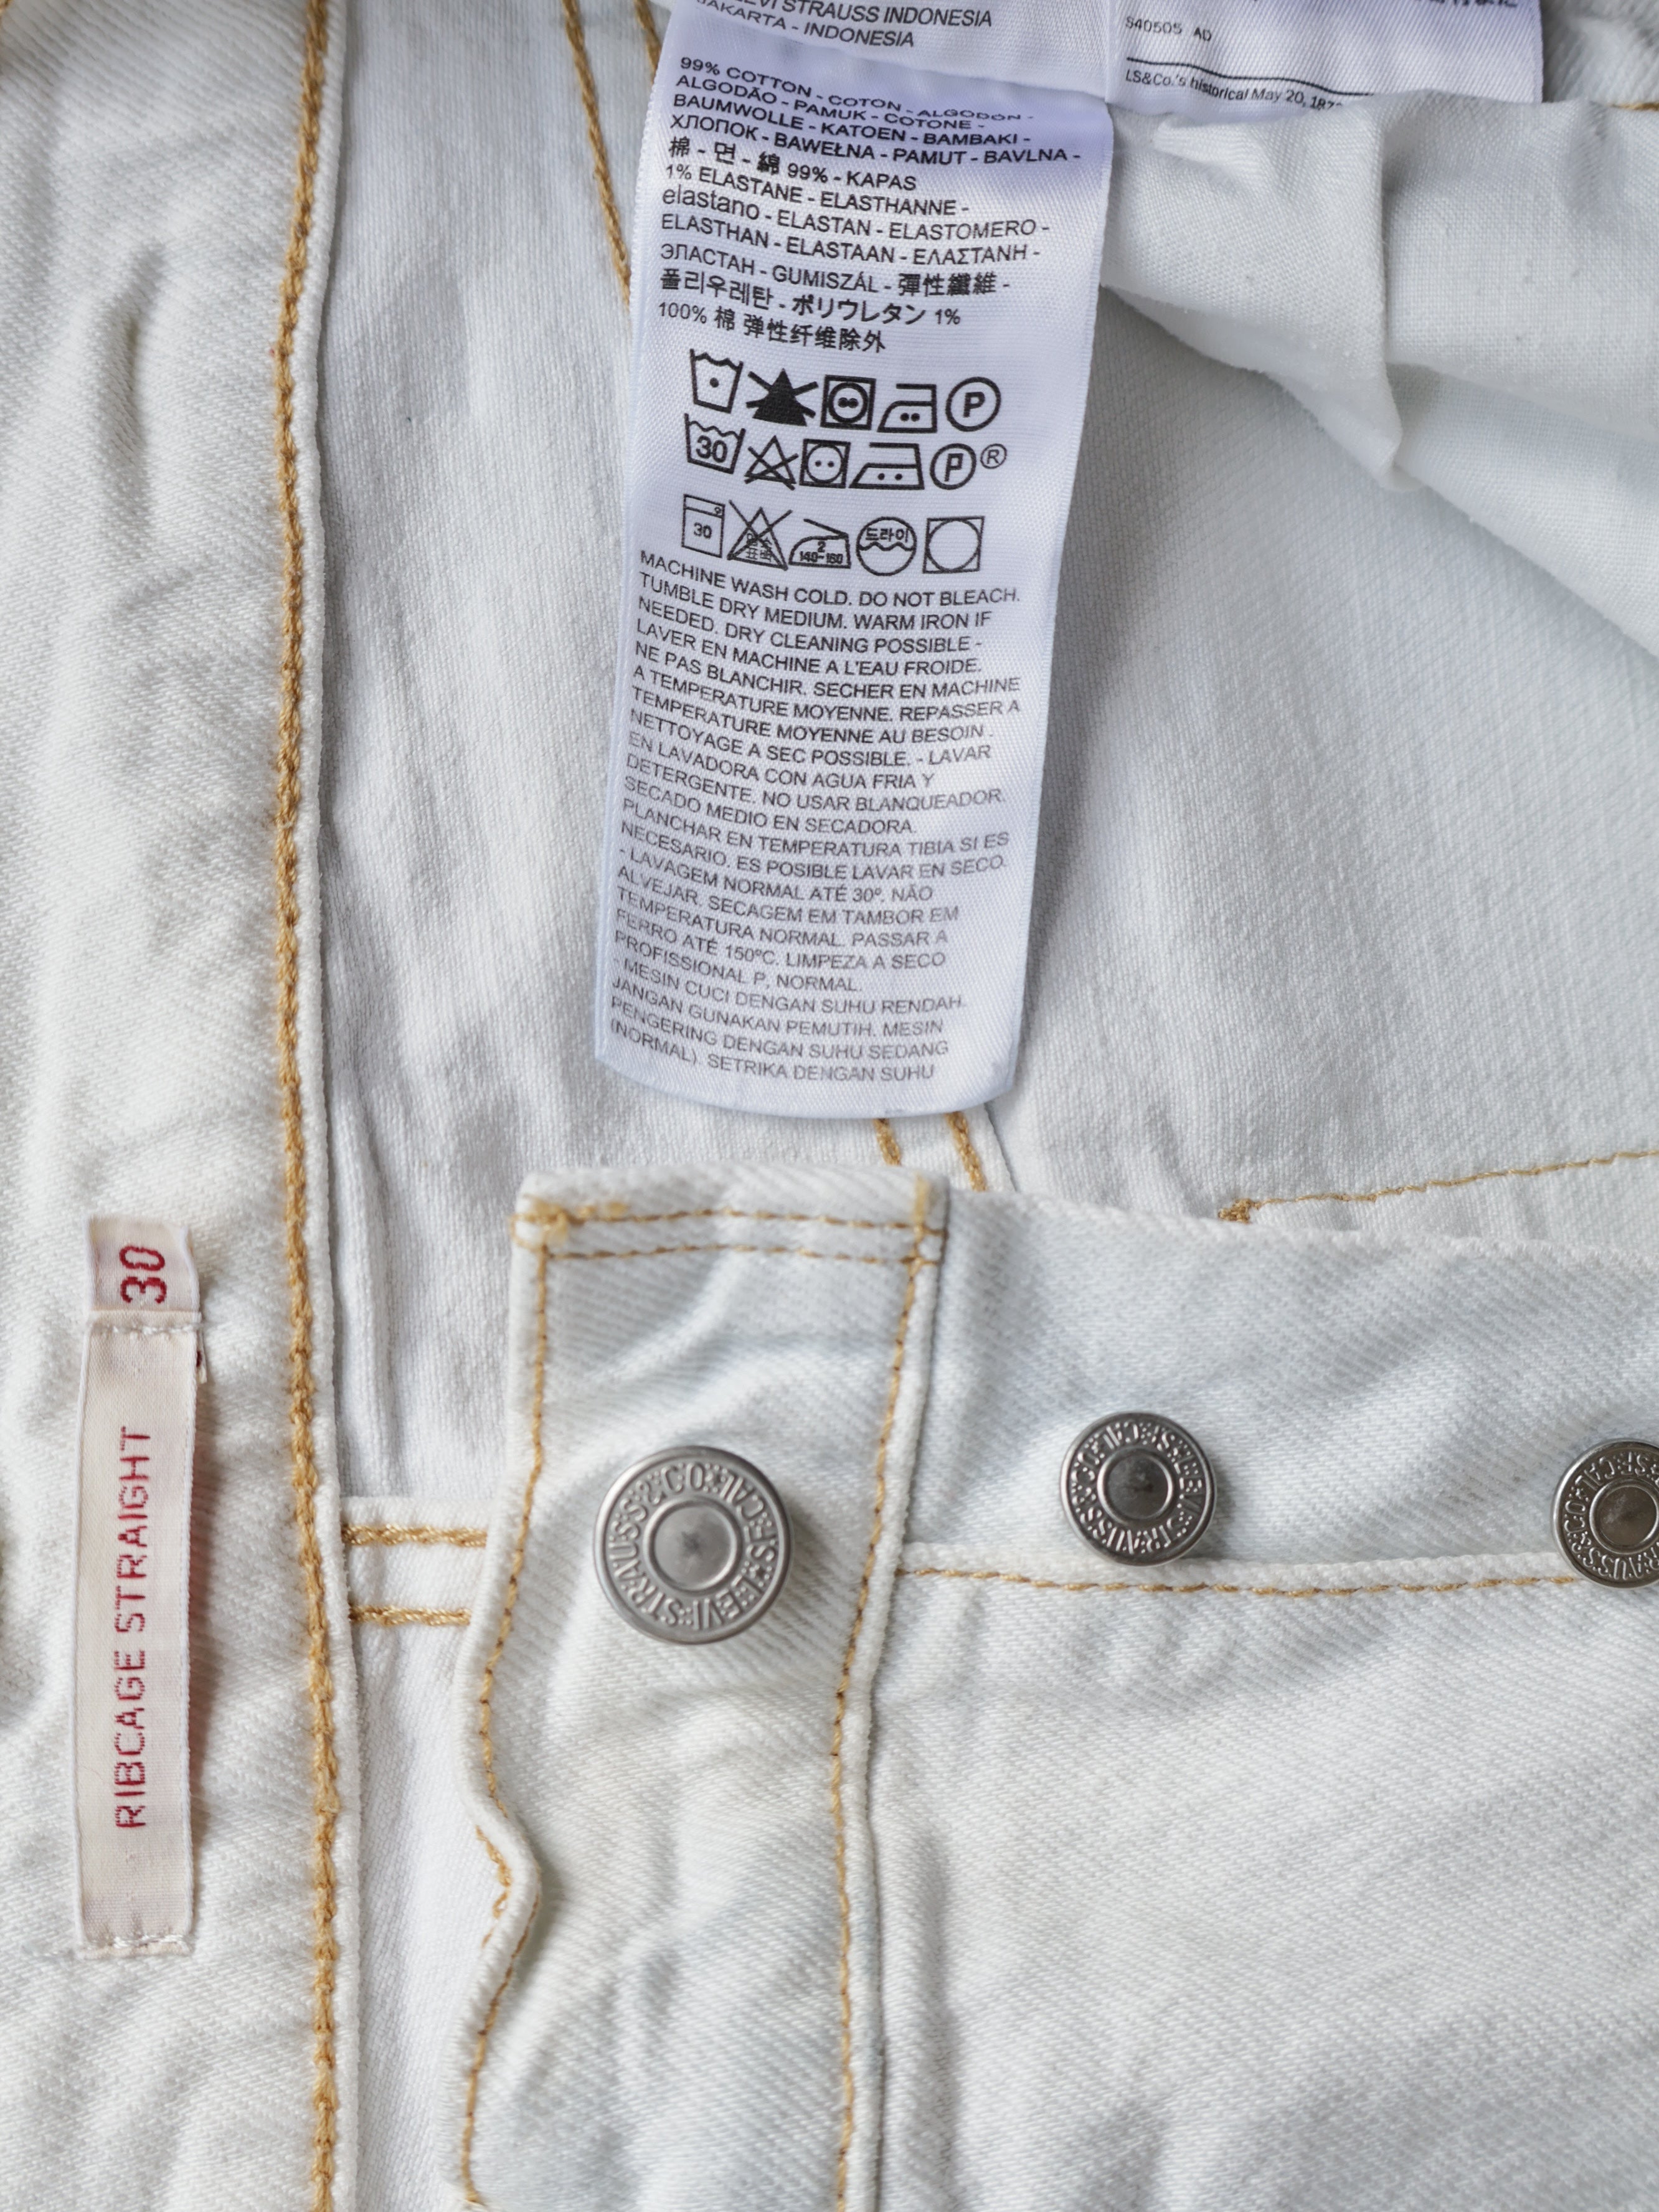 LEVI STRAUSS INDONESIA
JAKARTA - INDONESIA
S40505 AD
LS&Co.'s historical May 20, 187
99% COTTON - COTON - ALGODÓN -
ALGODÃO - PAMUK - COTONE -
BAUMWOLLE - KATOEN - BAMBAKI -
ХЛОПОК - BAWEŁNA - PAMUT - BAVLNA -
棉 - 면 - 綿 99% - KAPAS
1% ELASTANE - ELASTHANNE -
elastano - ELASTAN - ELASTOMERO -
ELASTHAN - ELASTAAN - ΕΛΑΣΤΑΝΗ -
ЭЛАСТАН - GUMISZÁL - 彈性纖維 -
폴리우레탄 - ポリウレタン 1%
100% 棉 弹性纤维除外
P
30 P ®
30 2 140-160 드라이
MACHINE WASH COLD. DO NOT BLEACH.
TUMBLE DRY MEDIUM. WARM IRON IF
NEEDED. DRY CLEANING POSSIBLE -
LAVER EN MACHINE A L'EAU FROIDE.
NE PAS BLANCHIR. SECHER EN MACHINE
A TEMPERATURE MOYENNE. REPASSER A
TEMPERATURE MOYENNE AU BESOIN .
NETTOYAGE A SEC POSSIBLE. - LAVAR
EN LAVADORA CON AGUA FRIA Y
DETERGENTE. NO USAR BLANQUEADOR.
SECADO MEDIO EN SECADORA.
PLANCHAR EN TEMPERATURA TIBIA SI ES
NECESARIO. ES POSIBLE LAVAR EN SECO.
- LAVAGEM NORMAL ATÉ 30º. NÃO
ALVEJAR. SECAGEM EM TAMBOR EM
TEMPERATURA NORMAL. PASSAR A
FERRO ATÉ 150ºC. LIMPEZA A SECO
PROFISSIONAL P, NORMAL.
- MESIN CUCI DENGAN SUHU RENDAH.
JANGAN GUNAKAN PEMUTIH. MESIN
PENGERING DENGAN SUHU SEDANG
(NORMAL). SETRIKA DENGAN SUHU
30
RIBCAGE STRAIGHT
LEVI STRAUSS & CO S.F. CAL
LEVI STRAUSS & CO S.F. CAL